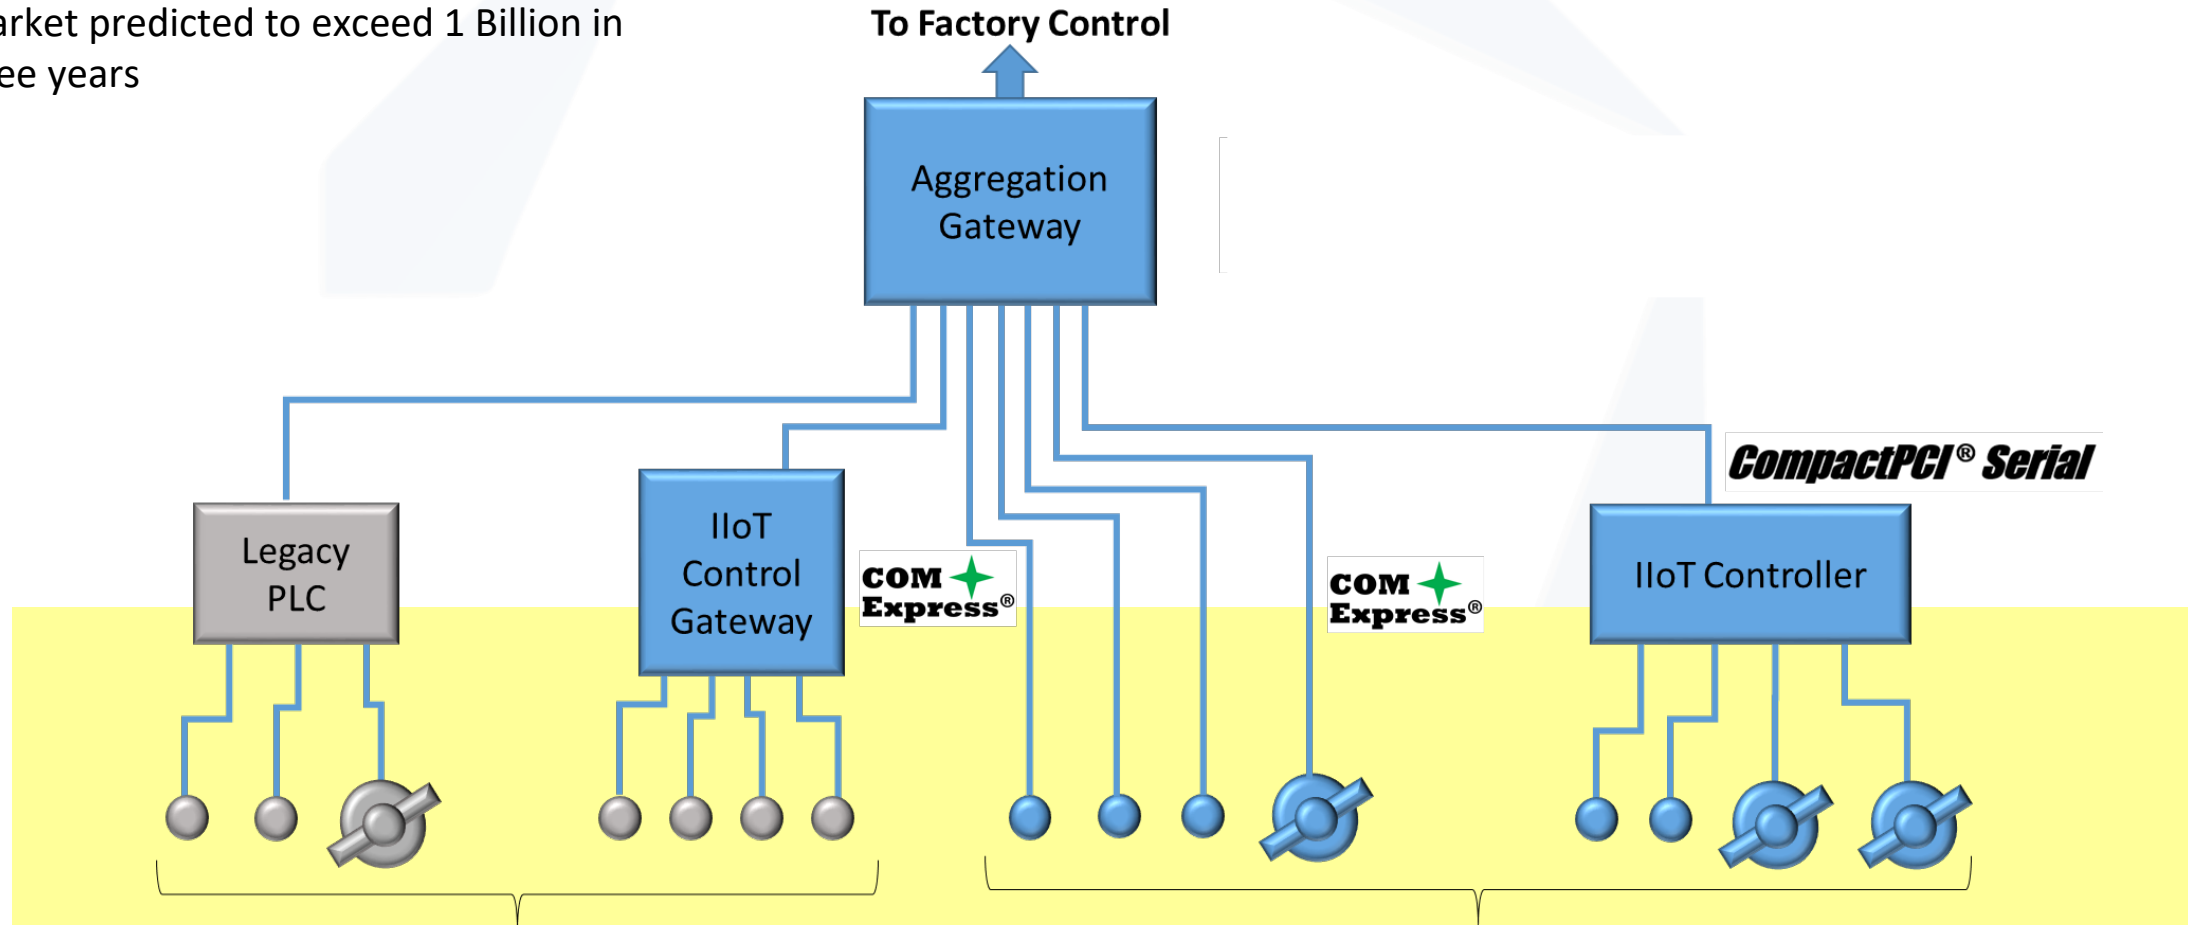 arket predicted to exceed 1 Billion in
ee years
To Factory Control
Aggregation
Gateway
CompactPCI® Serial
Legacy
PLC
IIoT
Control
Gateway
COM
Express®
COM
Express®
IIoT Controller